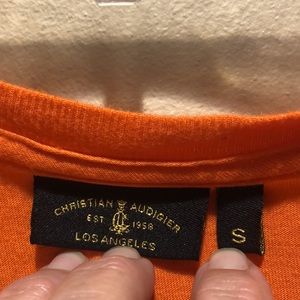 CHRISTIAN AUDIGIER
EST 1958
LOS ANGELES
S